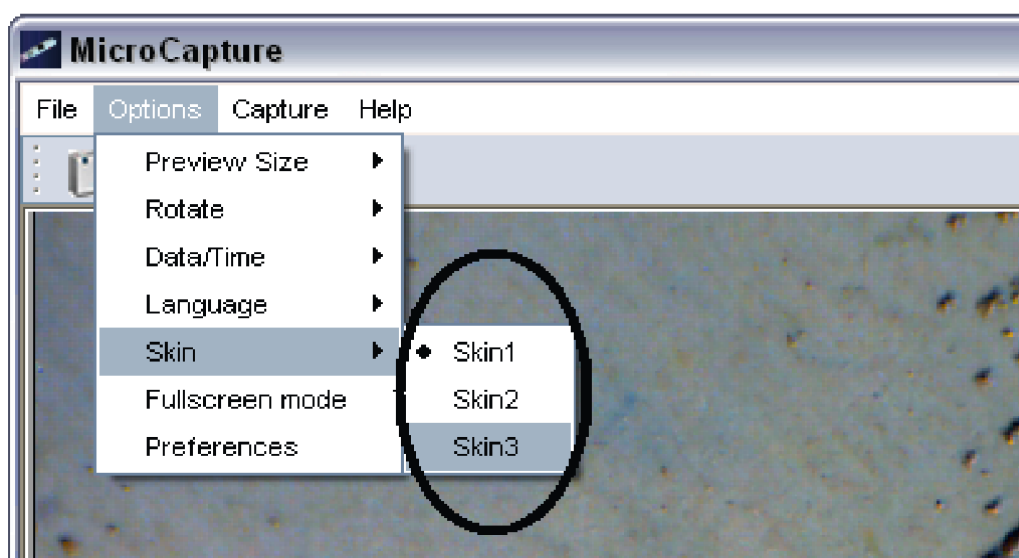 MicroCapture
File Options Capture Help
Preview Size
Rotate
Data/Time
Language
Skin
Skin1
Fullscreen mode
Skin2
Preferences
Skin3